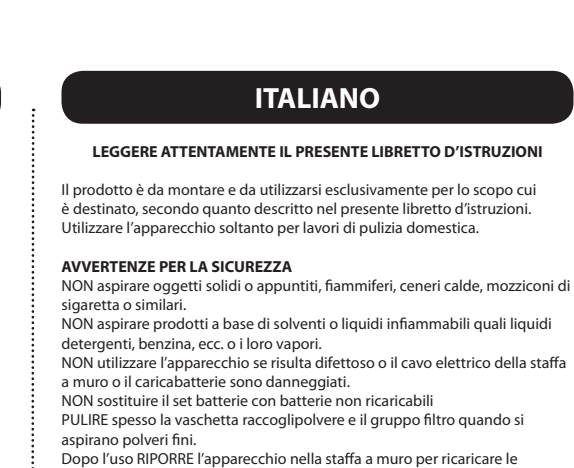 ITALIANO
LEGGERE ATTENTAMENTE IL PRESENTE LIBRETTO D'ISTRUZIONI
Il prodotto è da montare e da utilizzarsi esclusivamente per lo scopo cui
è destinato, secondo quanto descritto nel presente libretto d'istruzioni.
Utilizzare l'apparecchio soltanto per lavori di pulizia domestica.
AVVERTENZE PER LA SICUREZZA
NON aspirare oggetti solidi o appuntiti, fiammiferi, ceneri calde, mozziconi di
sigaretta o similari.
NON aspirare prodotti a base di solventi o liquidi infiammabili quali liquidi
detergenti, benzina, ecc. o i loro vapori.
NON utilizzare l'apparecchio se risulta difettoso o il cavo elettrico della staffa
a muro o il caricabatterie sono danneggiati.
NON sostituire il set batterie con batterie non ricaricabili
PULIRE spesso la vaschetta raccoglipolvere e il gruppo filtro quando si
aspirano polveri fini.
Dopo l'uso RIPORRE l'apparecchio nella staffa a muro per ricaricare le